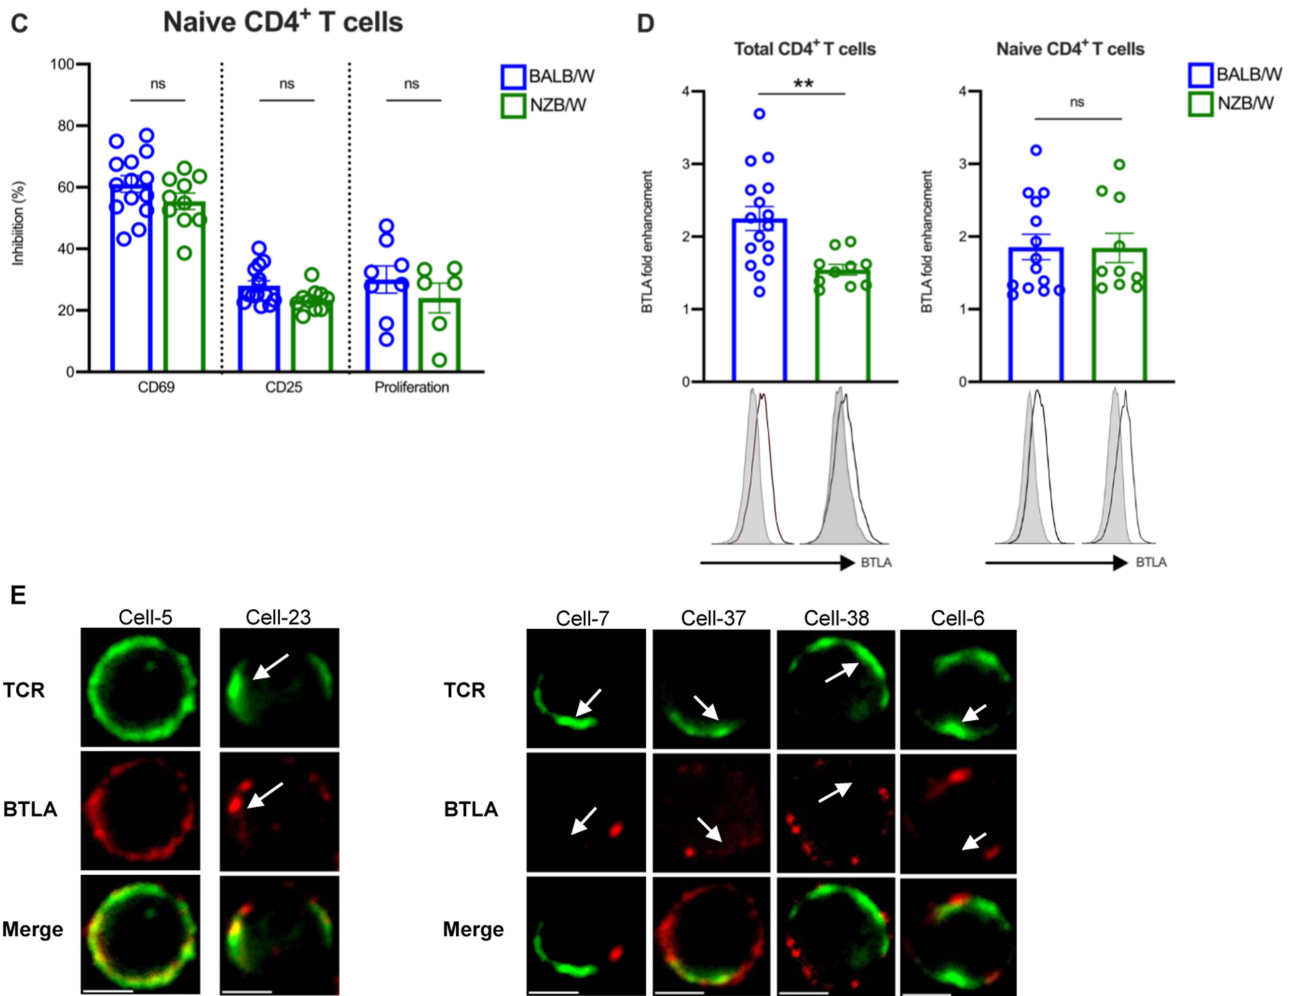 C
Naive CD4+ T cells
BALB/W
NZB/W
Inhibiition (%)
100
80
60
40
20
0
ns
ns
ns
CD69
CD25
Proliferation
D
Total CD4+ T cells
BTLA fold enhancement
4
3
2
1
0
**
BTLA
Naive CD4+ T cells
BTLA fold enhancement
4
3
2
1
0
ns
BTLA
BALB/W
NZB/W
E
Cell-5
Cell-23
TCR
BTLA
Merge
Cell-7
Cell-37
Cell-38
Cell-6
TCR
BTLA
Merge